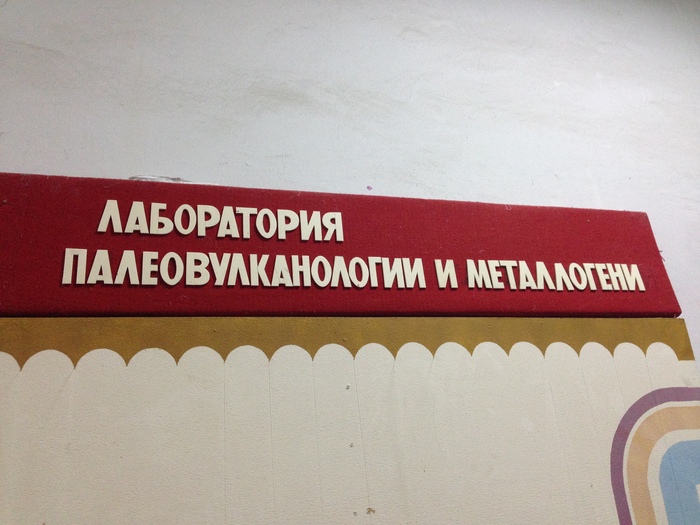 ЛАБОРАТОРИЯ
ПАЛЕОВУЛКАНОЛОГИИ И МЕТАЛЛОГЕНИ